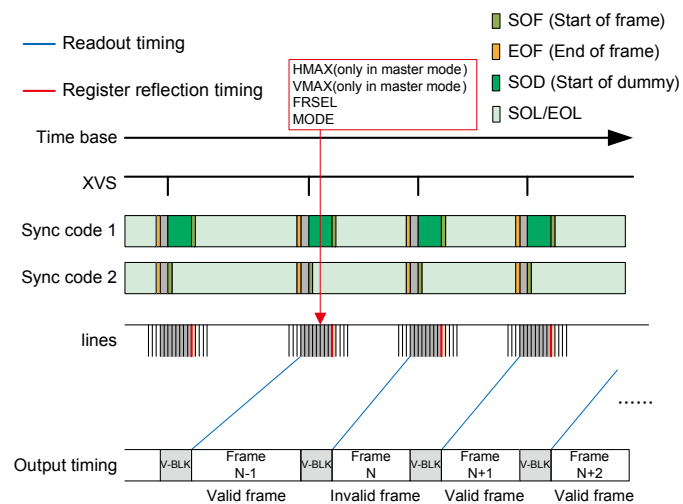 SOF (Start of frame)
EOF (End of frame)
SOD (Start of dummy)
SOL/EOL
Readout timing
Register reflection timing
HMAX(only in master mode)
VMAX(only in master mode)
FRSEL
MODE
Time base
XVS
Sync code 1
Sync code 2
lines
......
Output timing
V-BLK
Frame
N-1
V-BLK
Frame
N
V-BLK
Frame
N+1
V-BLK
Frame
N+2
Valid frame
Invalid frame
Valid frame
Valid frame